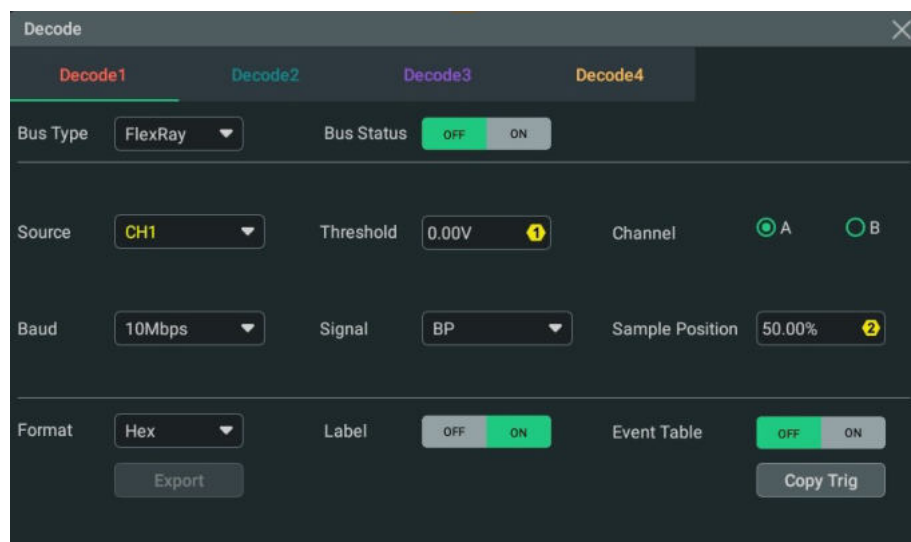 Decode
Decode1 Decode2 Decode3 Decode4
Bus Type FlexRay Bus Status OFF ON
Source CH1 Threshold 0.00V 1 Channel A B
Baud 10Mbps Signal BP Sample Position 50.00% 2
Format Hex Label OFF ON Event Table OFF ON
Export Copy Trig